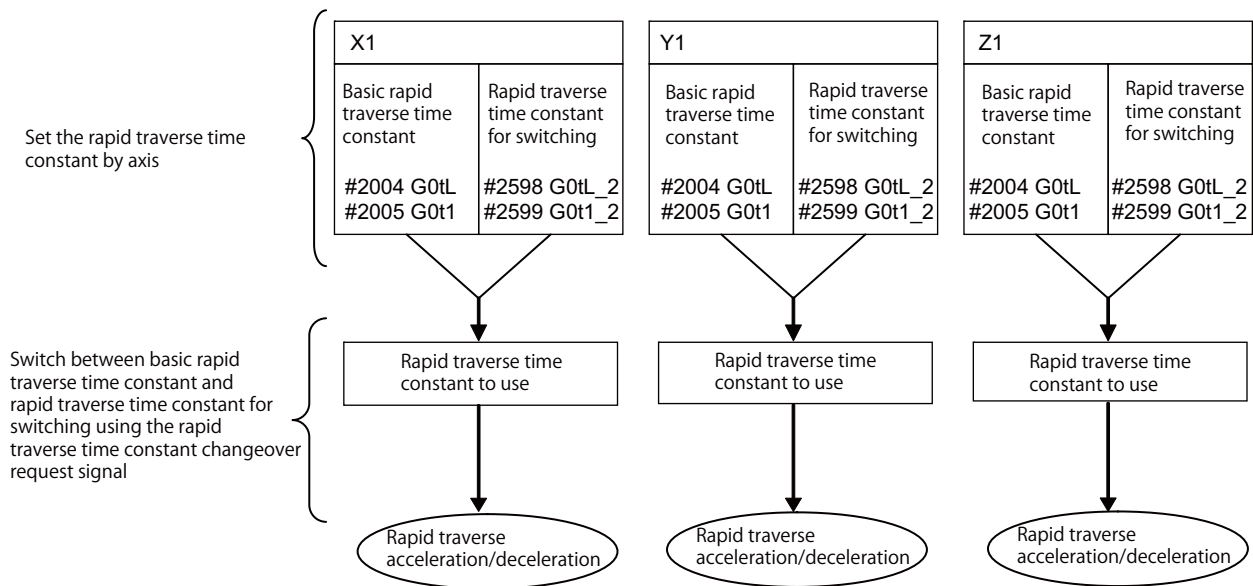 X1
Y1
Z1
Set the rapid traverse time
constant by axis
Basic rapid
traverse time
constant
#2004 G0tL
#2005 G0t1
Rapid traverse
time constant
for switching
#2598 G0tL_2
#2599 G0t1_2
Basic rapid
traverse time
constant
#2004 G0tL
#2005 G0t1
Rapid traverse
time constant
for switching
#2598 G0tL_2
#2599 G0t1_2
Basic rapid
traverse time
constant
#2004 G0tL
#2005 G0t1
Rapid traverse
time constant
for switching
#2598 G0tL_2
#2599 G0t1_2
Switch between basic rapid
traverse time constant and
rapid traverse time constant for
switching using the rapid
traverse time constant changeover
request signal
Rapid traverse time
constant to use
Rapid traverse time
constant to use
Rapid traverse time
constant to use
Rapid traverse
acceleration/deceleration
Rapid traverse
acceleration/deceleration
Rapid traverse
acceleration/deceleration